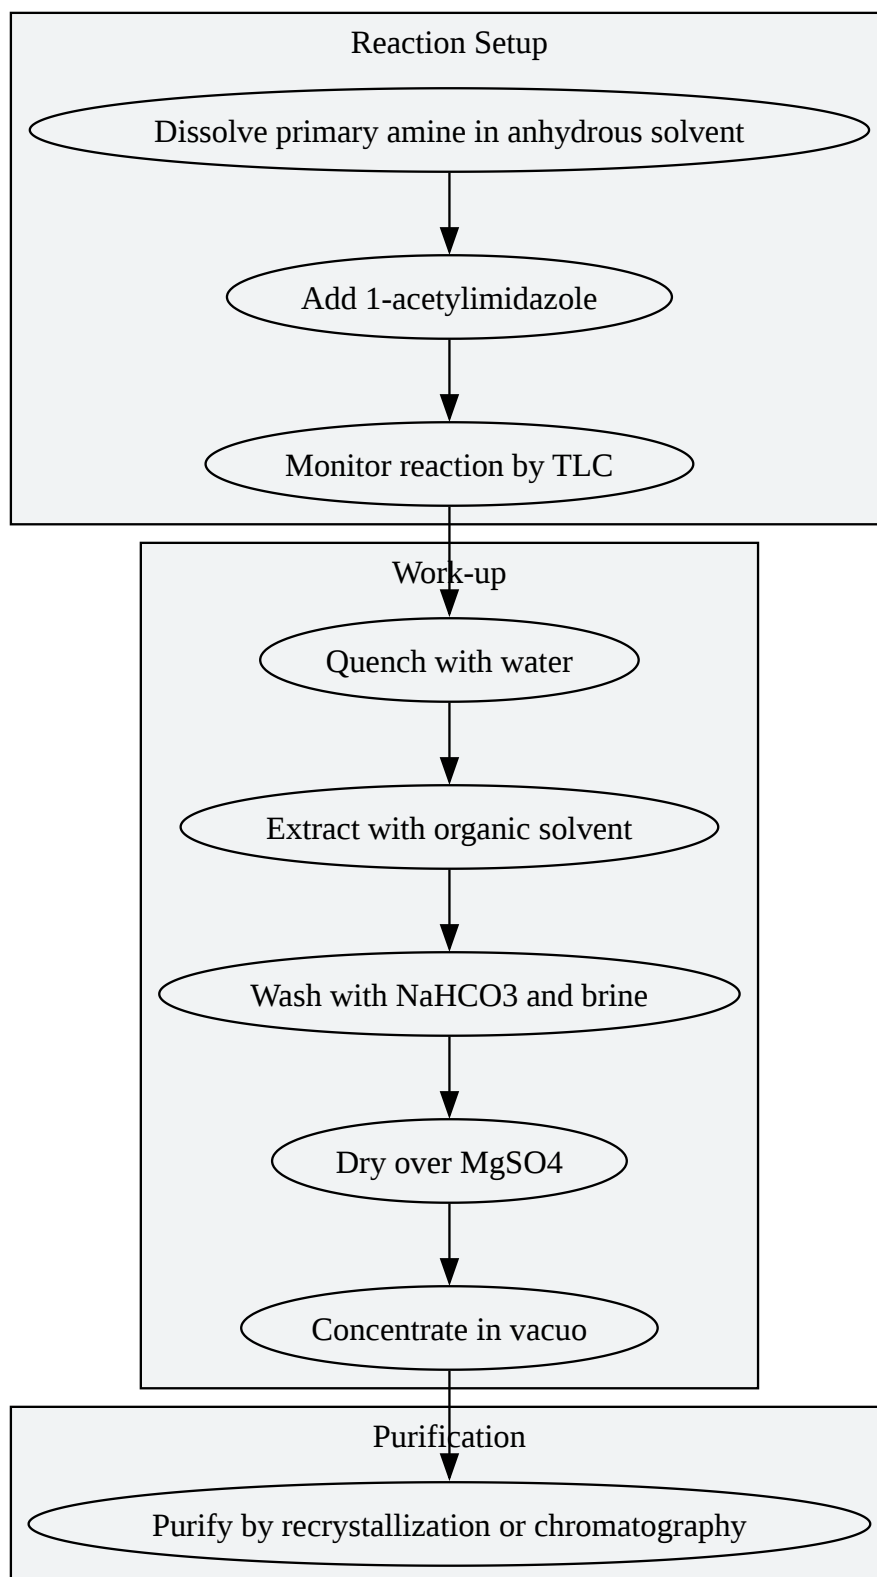 Reaction Setup
Dissolve primary amine in anhydrous solvent
Add 1-acetylimidazole
Monitor reaction by TLC
Work-up
Quench with water
Extract with organic solvent
Wash with NaHCO3 and brine
Dry over MgSO4
Concentrate in vacuo
Purification
Purify by recrystallization or chromatography